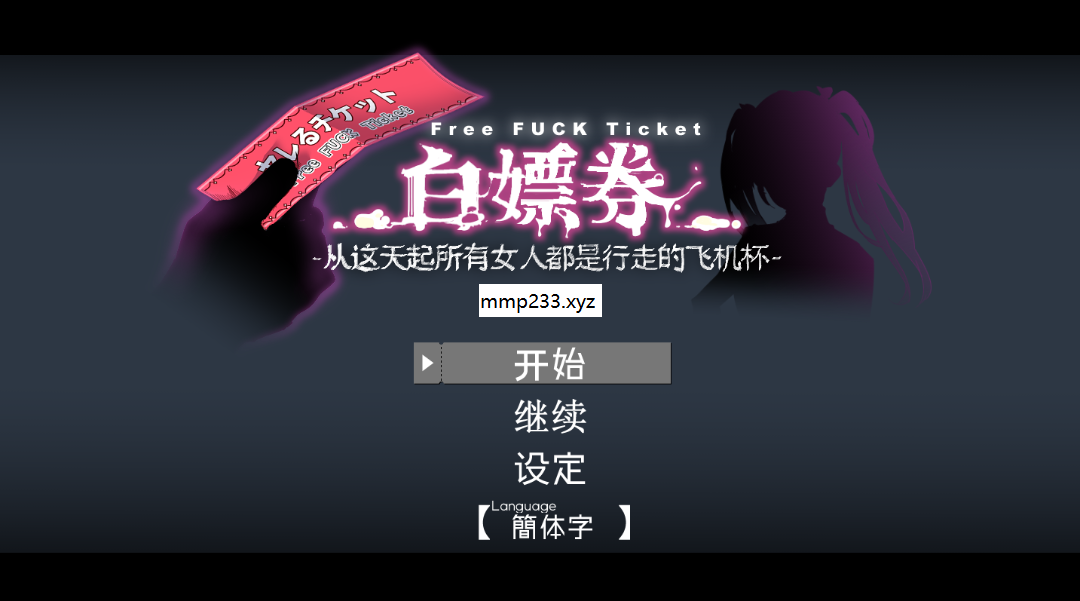 ヤレるチケット
Free FUCK Ticket
Free FUCK Ticket
白嫖券
-从这天起所有女人都是行走的飞机杯-
mmp233.xyz
开始
继续
设定
Language
【簡体字】